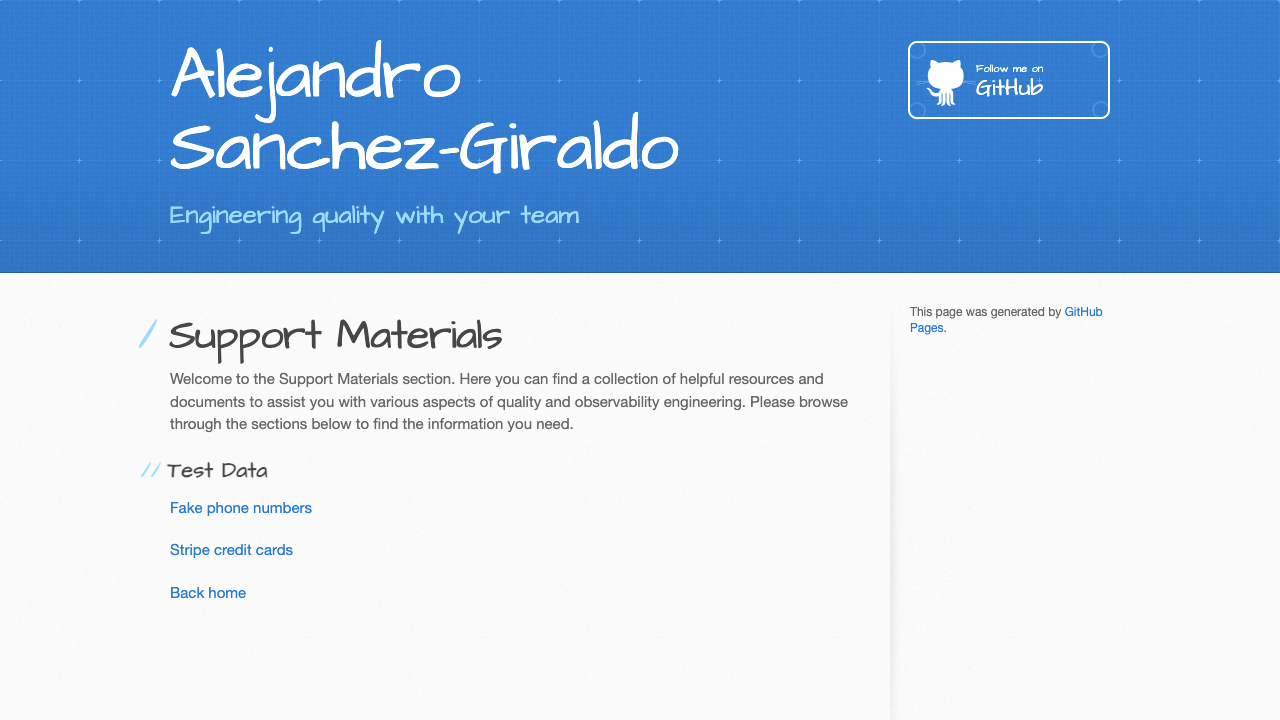 Alejandro
Sanchez-Giraldo
Engineering quality with your team
Follow me on
GitHub
Support Materials
Welcome to the Support Materials section. Here you can find a collection of helpful resources and
documents to assist you with various aspects of quality and observability engineering. Please browse
through the sections below to find the information you need.
Test Data
Fake phone numbers
Stripe credit cards
Back home
This page was generated by GitHub
Pages.